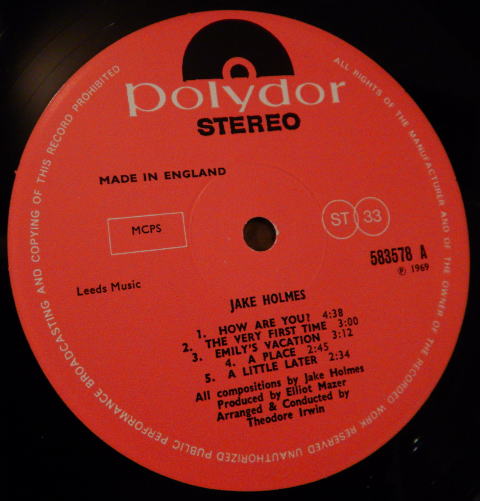 polydor
STEREO
MADE IN ENGLAND
MCPS
ST 33
583578 A
℗ 1969
Leeds Music
JAKE HOLMES
1. HOW ARE YOU? 4:38
2. THE VERY FIRST TIME 3:00
3. EMILY'S VACATION 3:12
4. A PLACE 2:45
5. A LITTLE LATER 2:34
All compositions by Jake Holmes
Produced by Elliot Mazer
Arranged & Conducted by
Theodore Irwin
ALL RIGHTS OF THE MANUFACTURER AND OF THE OWNER OF THE RECORDED WORK RESERVED UNAUTHORIZED PUBLIC PERFORMANCE BROADCASTING AND COPYING OF THIS RECORD PROHIBITED